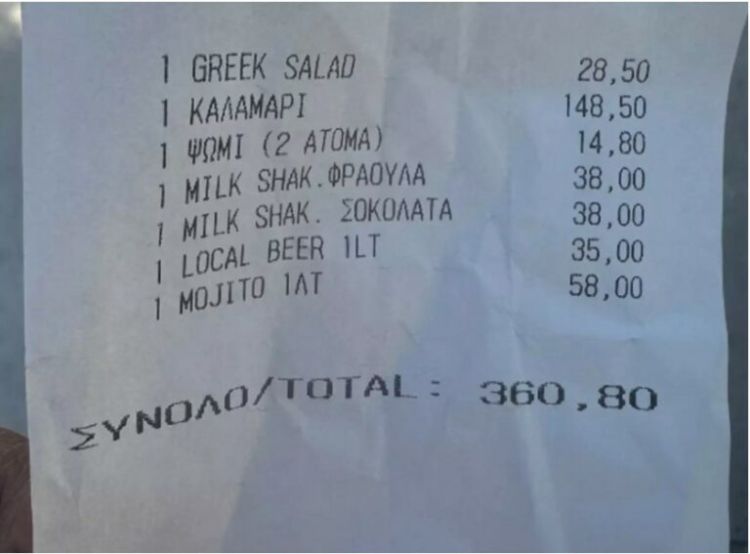 1 GREEK SALAD 28,50
1 ΚΑΛΑΜΑΡΙ 148,50
1 ΨΩΜΙ (2 ΑΤΟΜΑ) 14,80
1 MILK SHAK.ΦΡΑΟΥΛΑ 38,00
1 MILK SHAK. ΣΟΚΟΛΑΤΑ 38,00
1 LOCAL BEER 1LT 35,00
1 MOJITO 1ΛΤ 58,00
ΣΥΝΟΛΟ/TOTAL: 360,80